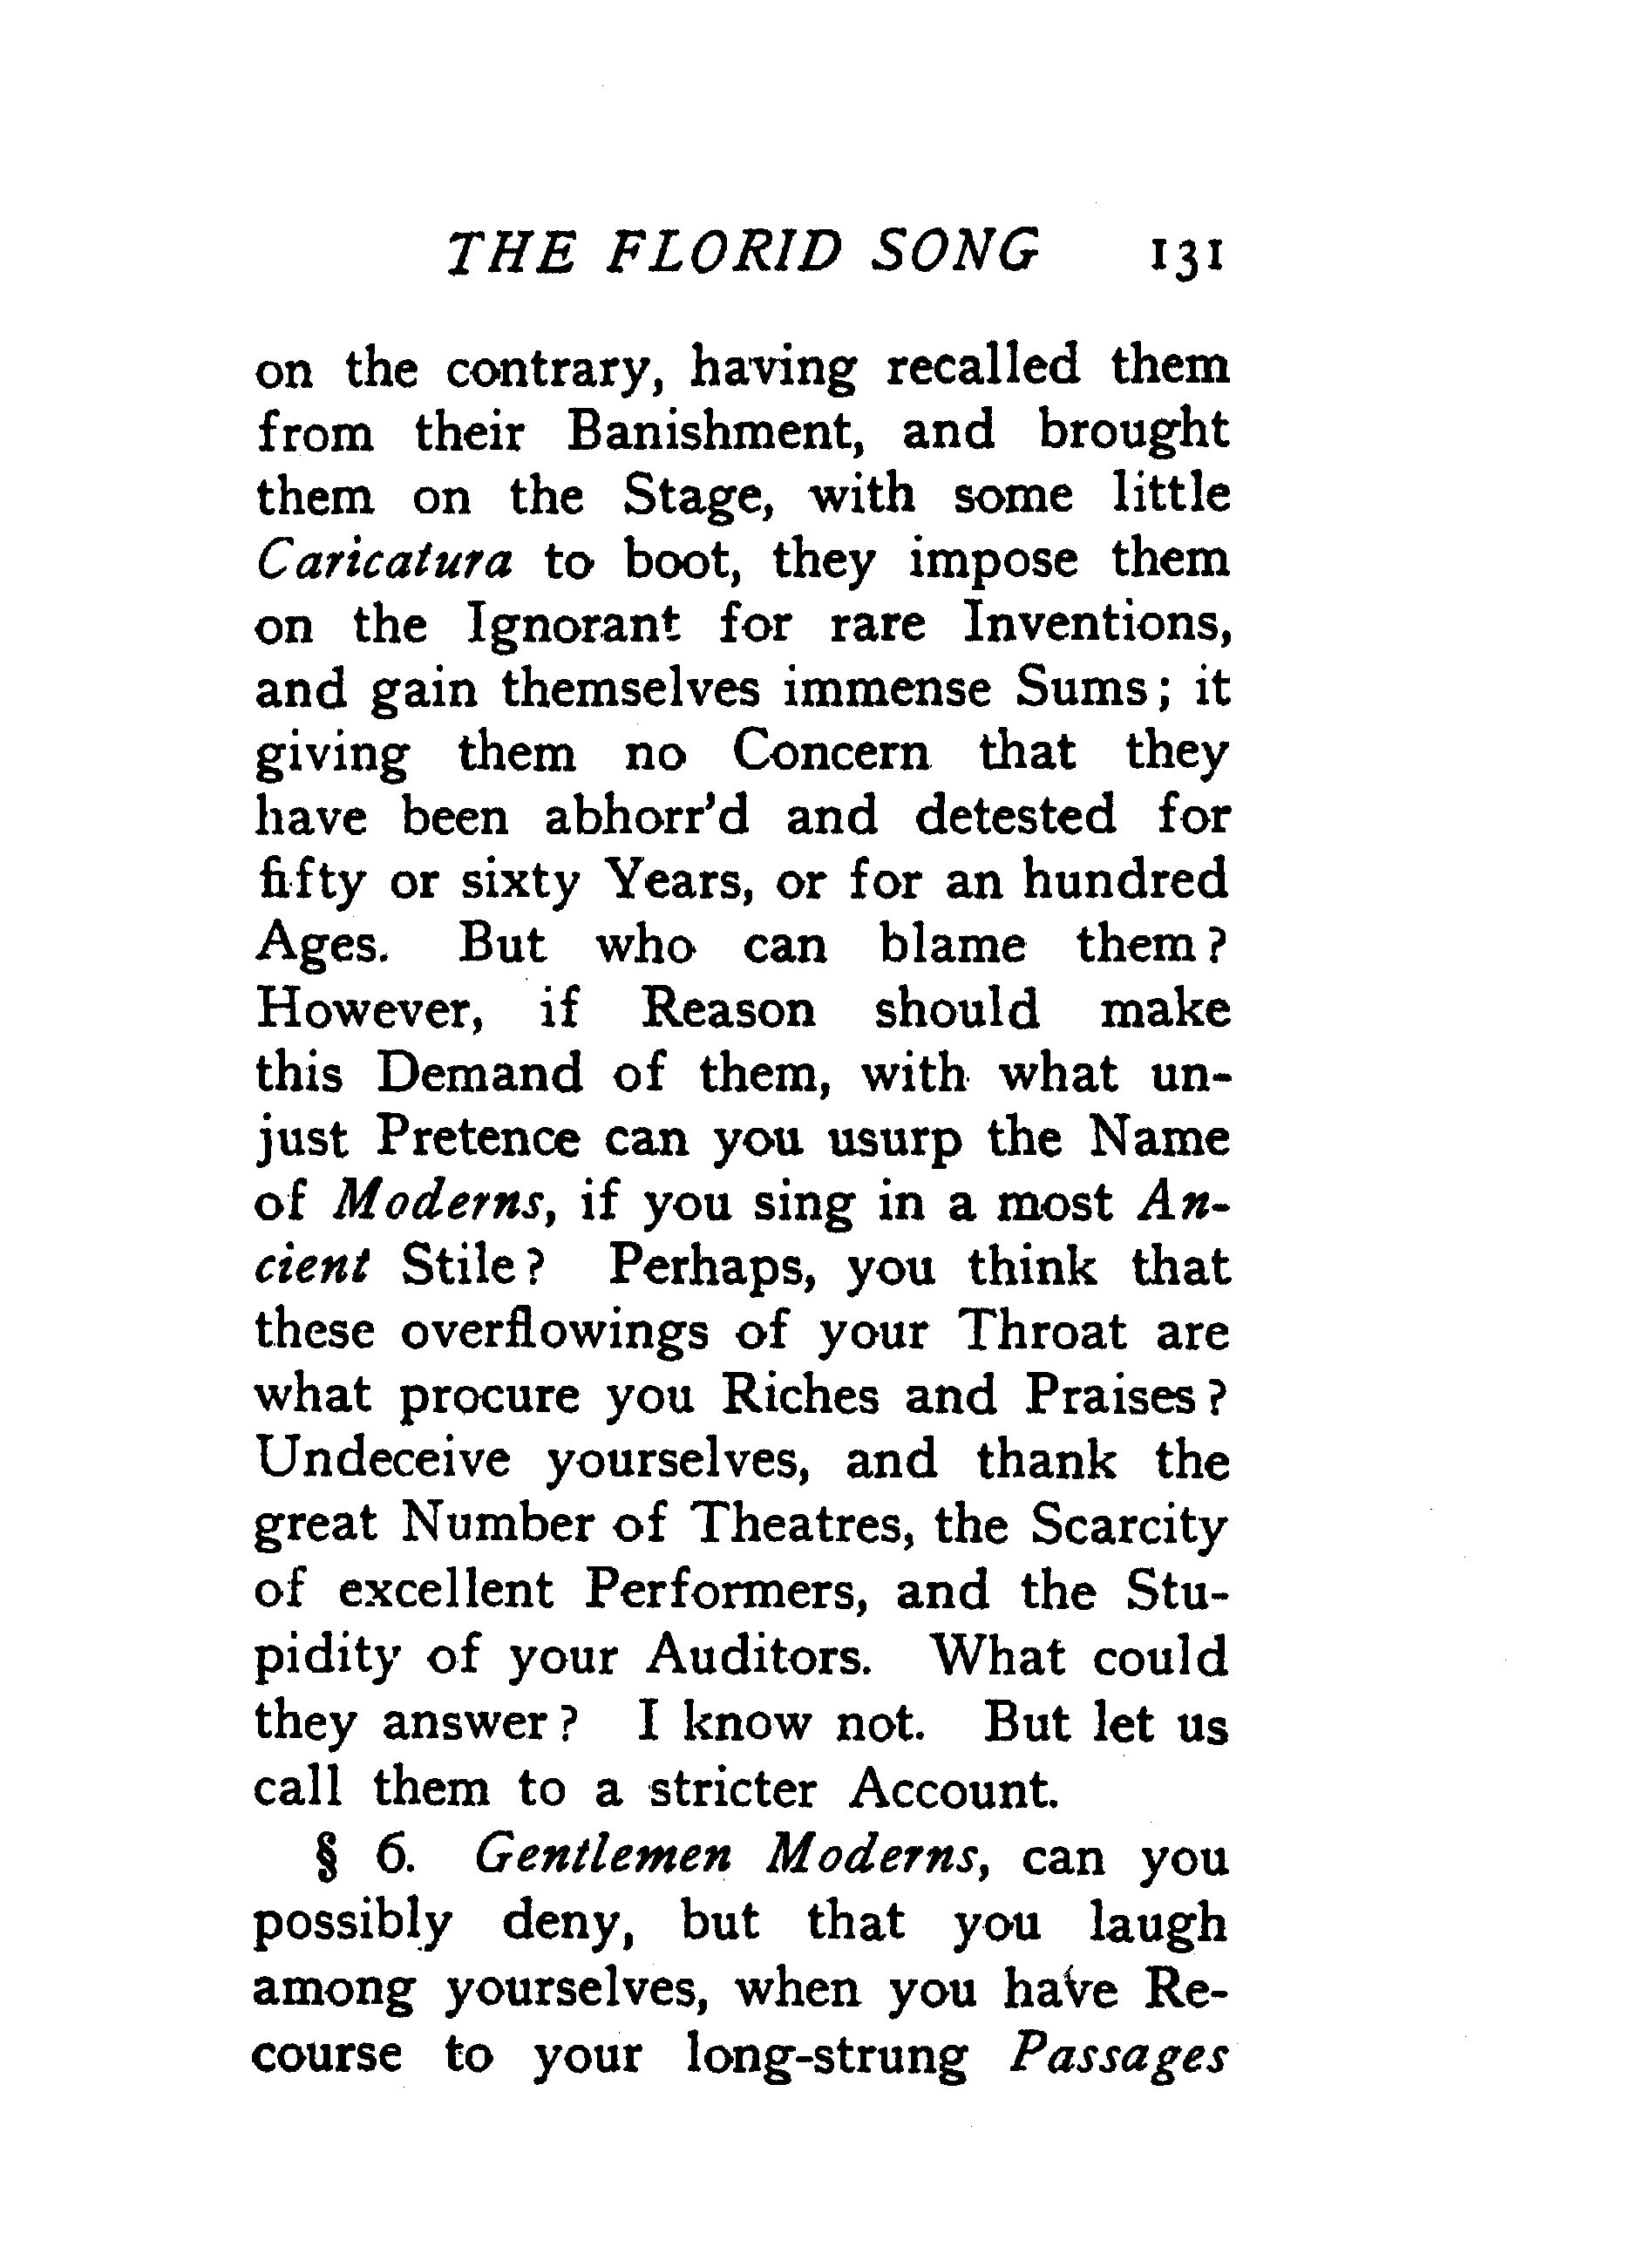 THE FLORID SONG 131
on the contrary, having recalled them
from their Banishment, and brought
them on the Stage, with some little
Caricatura to boot, they impose them
on the Ignorant for rare Inventions,
and gain themselves immense Sums; it
giving them no Concern that they
have been abhorr'd and detested for
fifty or sixty Years, or for an hundred
Ages. But who can blame them?
However, if Reason should make
this Demand of them, with what un-
just Pretence can you usurp the Name
of Moderns, if you sing in a most An-
cient Stile? Perhaps, you think that
these overflowings of your Throat are
what procure you Riches and Praises?
Undeceive yourselves, and thank the
great Number of Theatres, the Scarcity
of excellent Performers, and the Stu-
pidity of your Auditors. What could
they answer? I know not. But let us
call them to a stricter Account.
§ 6. Gentlemen Moderns, can you
possibly deny, but that you laugh
among yourselves, when you have Re-
course to your long-strung Passages